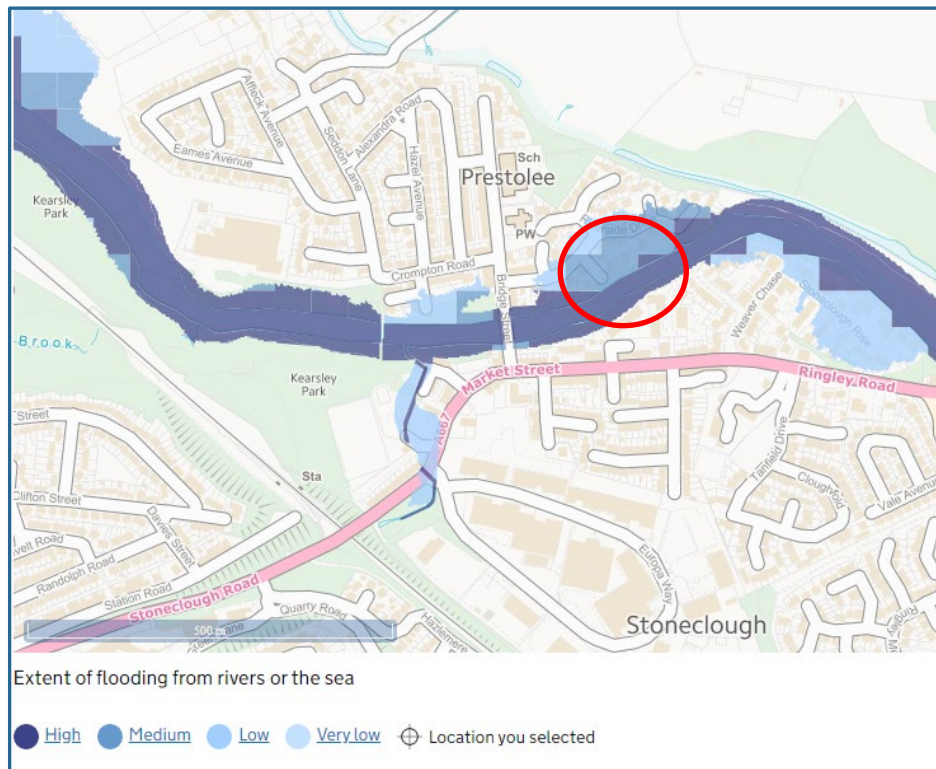 Affleck Avenue
Eames Avenue
Seddon Lane
Alexandra Road
Hazel Avenue
Sch
Prestolee
PW
Kearsley
Park
Crompton Road
Bridge Street
Weaver Chase
Stoneclough Rise
Brook
Kearsley
Park
A667
Market Street
Ringley Road
Sta
Street
Clifton Street
Davies Street
Tanfield Drive
Cloughfold
Vale Avenue
Randolph Road
Station Road
Stoneclough Road
Europa Way
Quarry Road
Stoneclough
500 m
Extent of flooding from rivers or the sea
High Medium Low Very low Location you selected